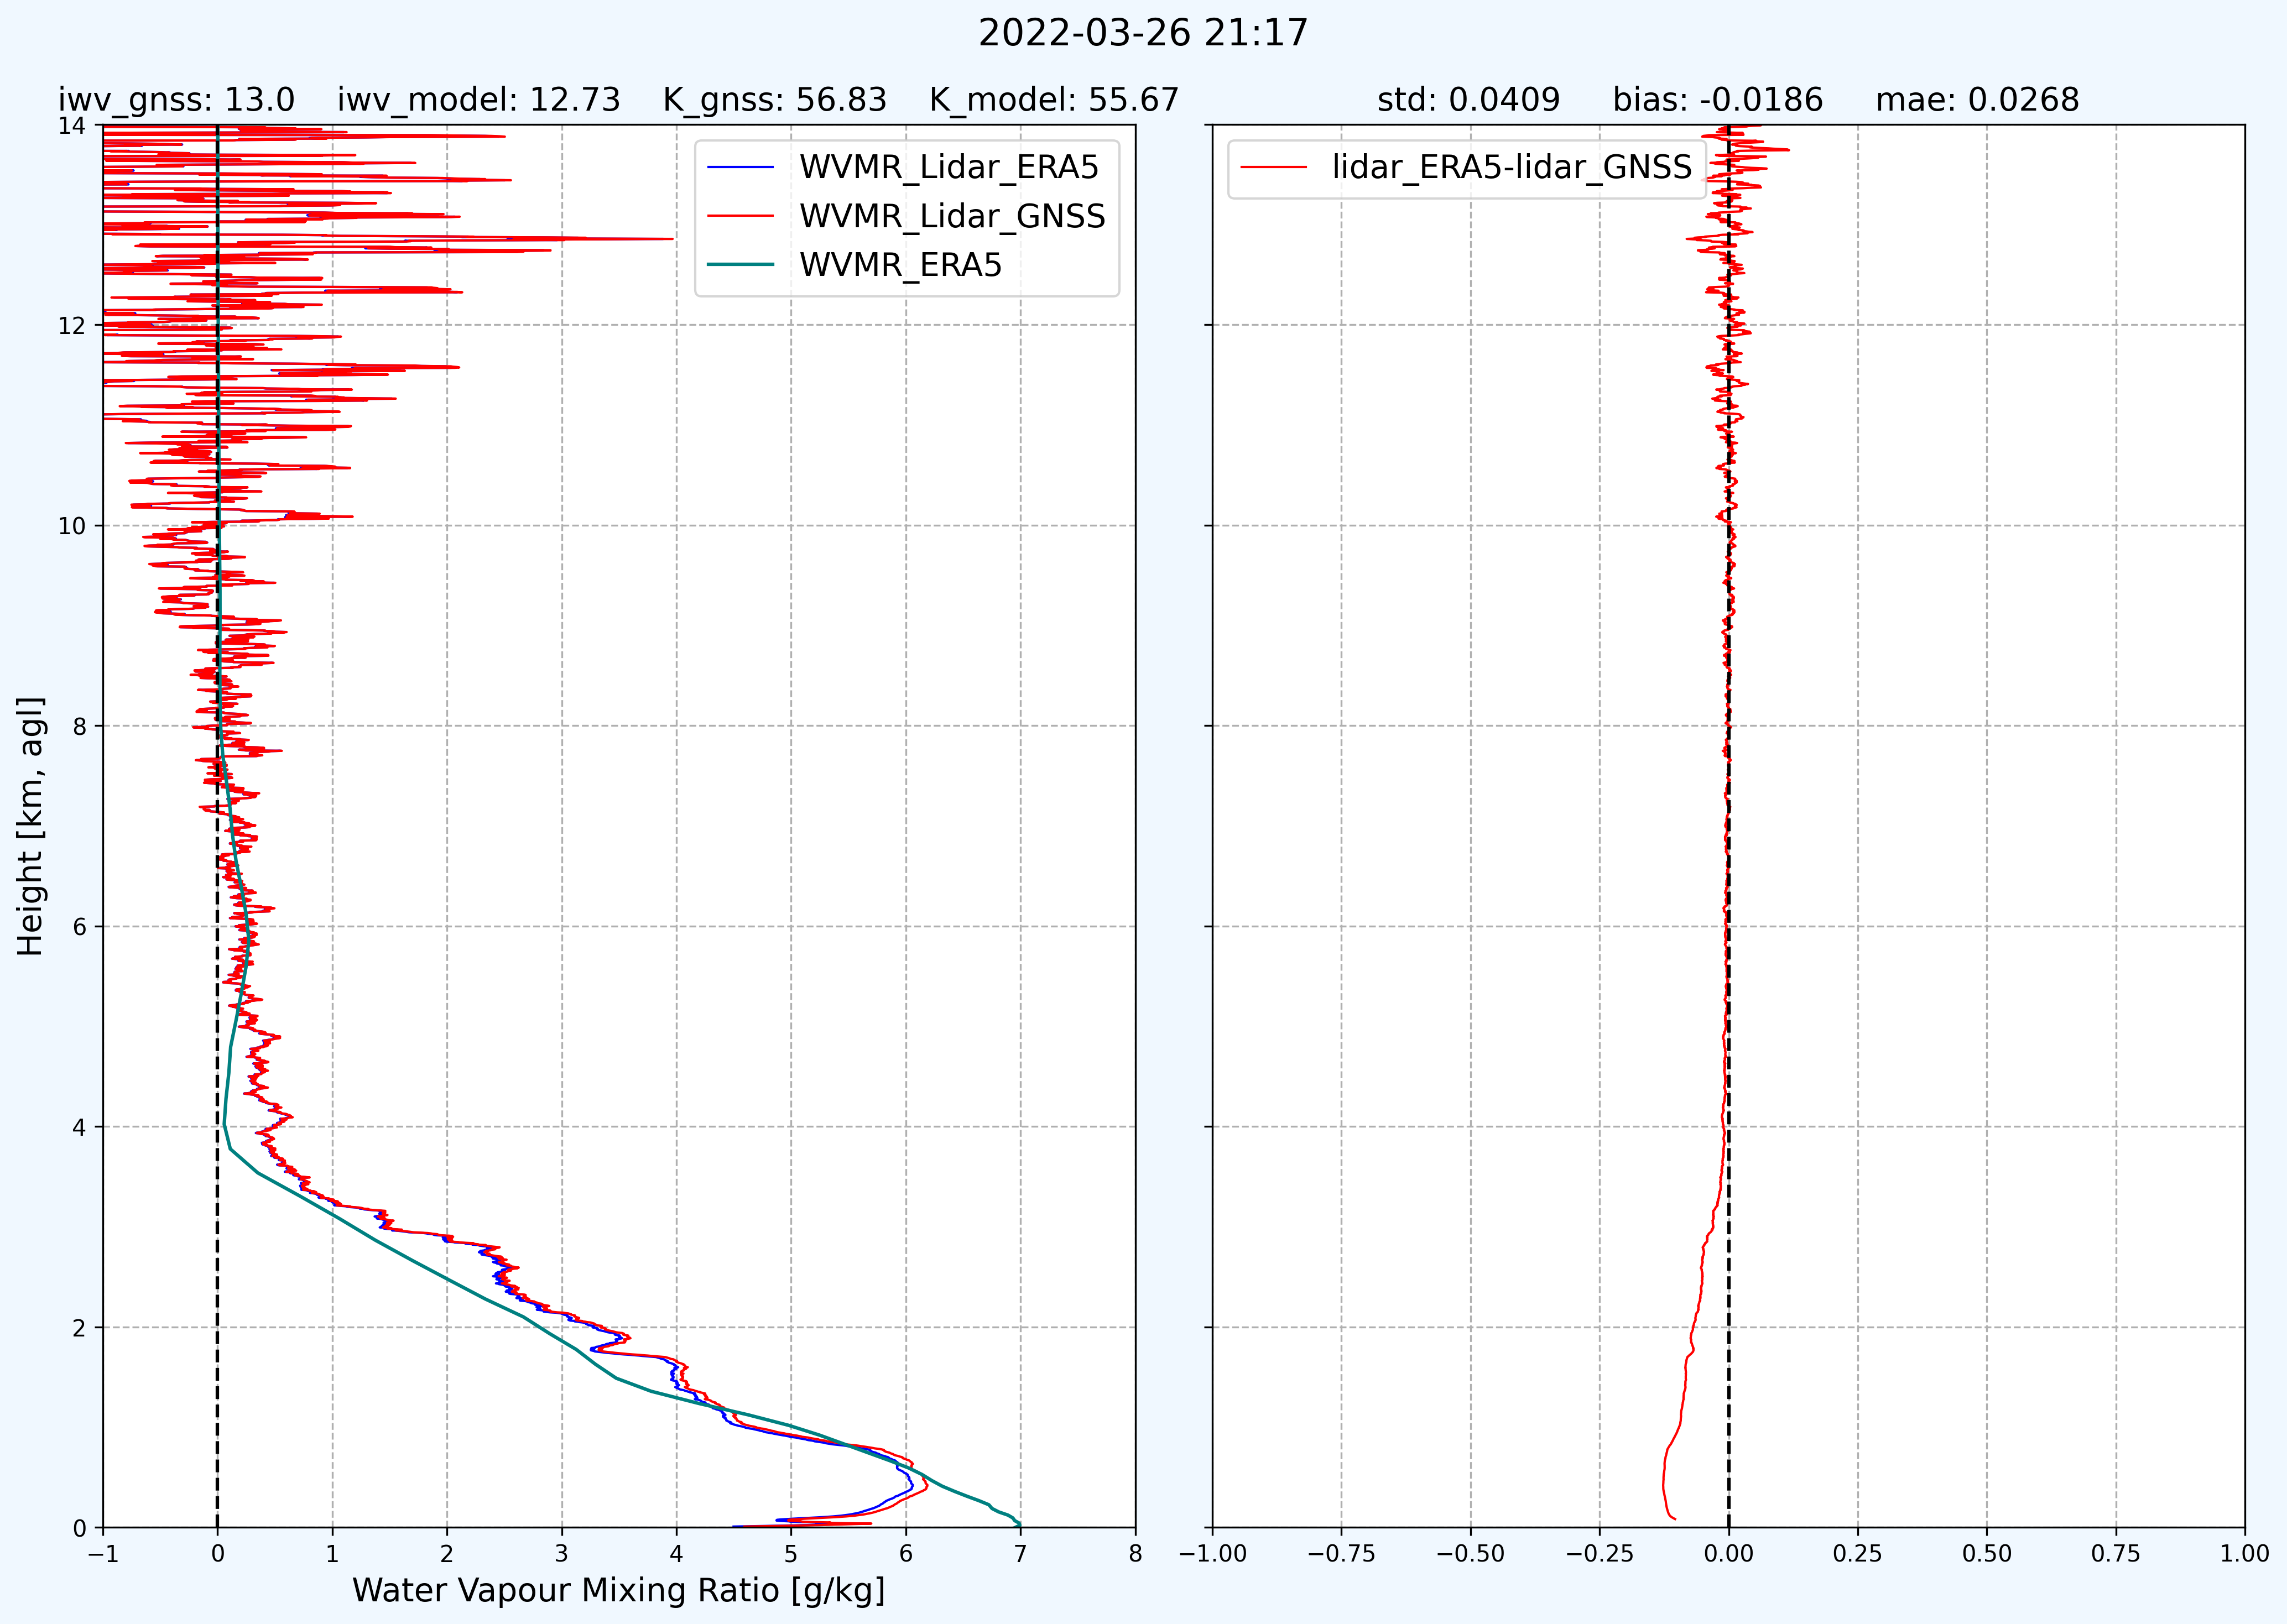 2022-03-26 21:17
iwv_gnss: 13.0 iwv_model: 12.73 K_gnss: 56.83 K_model: 55.67
std: 0.0409 bias: -0.0186 mae: 0.0268
WVMR_Lidar_ERA5
WVMR_Lidar_GNSS
WVMR_ERA5
lidar_ERA5-lidar_GNSS
Height [km, agl]
14
12
10
8
6
4
2
0
−1 0 1 2 3 4 5 6 7 8
Water Vapour Mixing Ratio [g/kg]
−1.00 −0.75 −0.50 −0.25 0.00 0.25 0.50 0.75 1.00